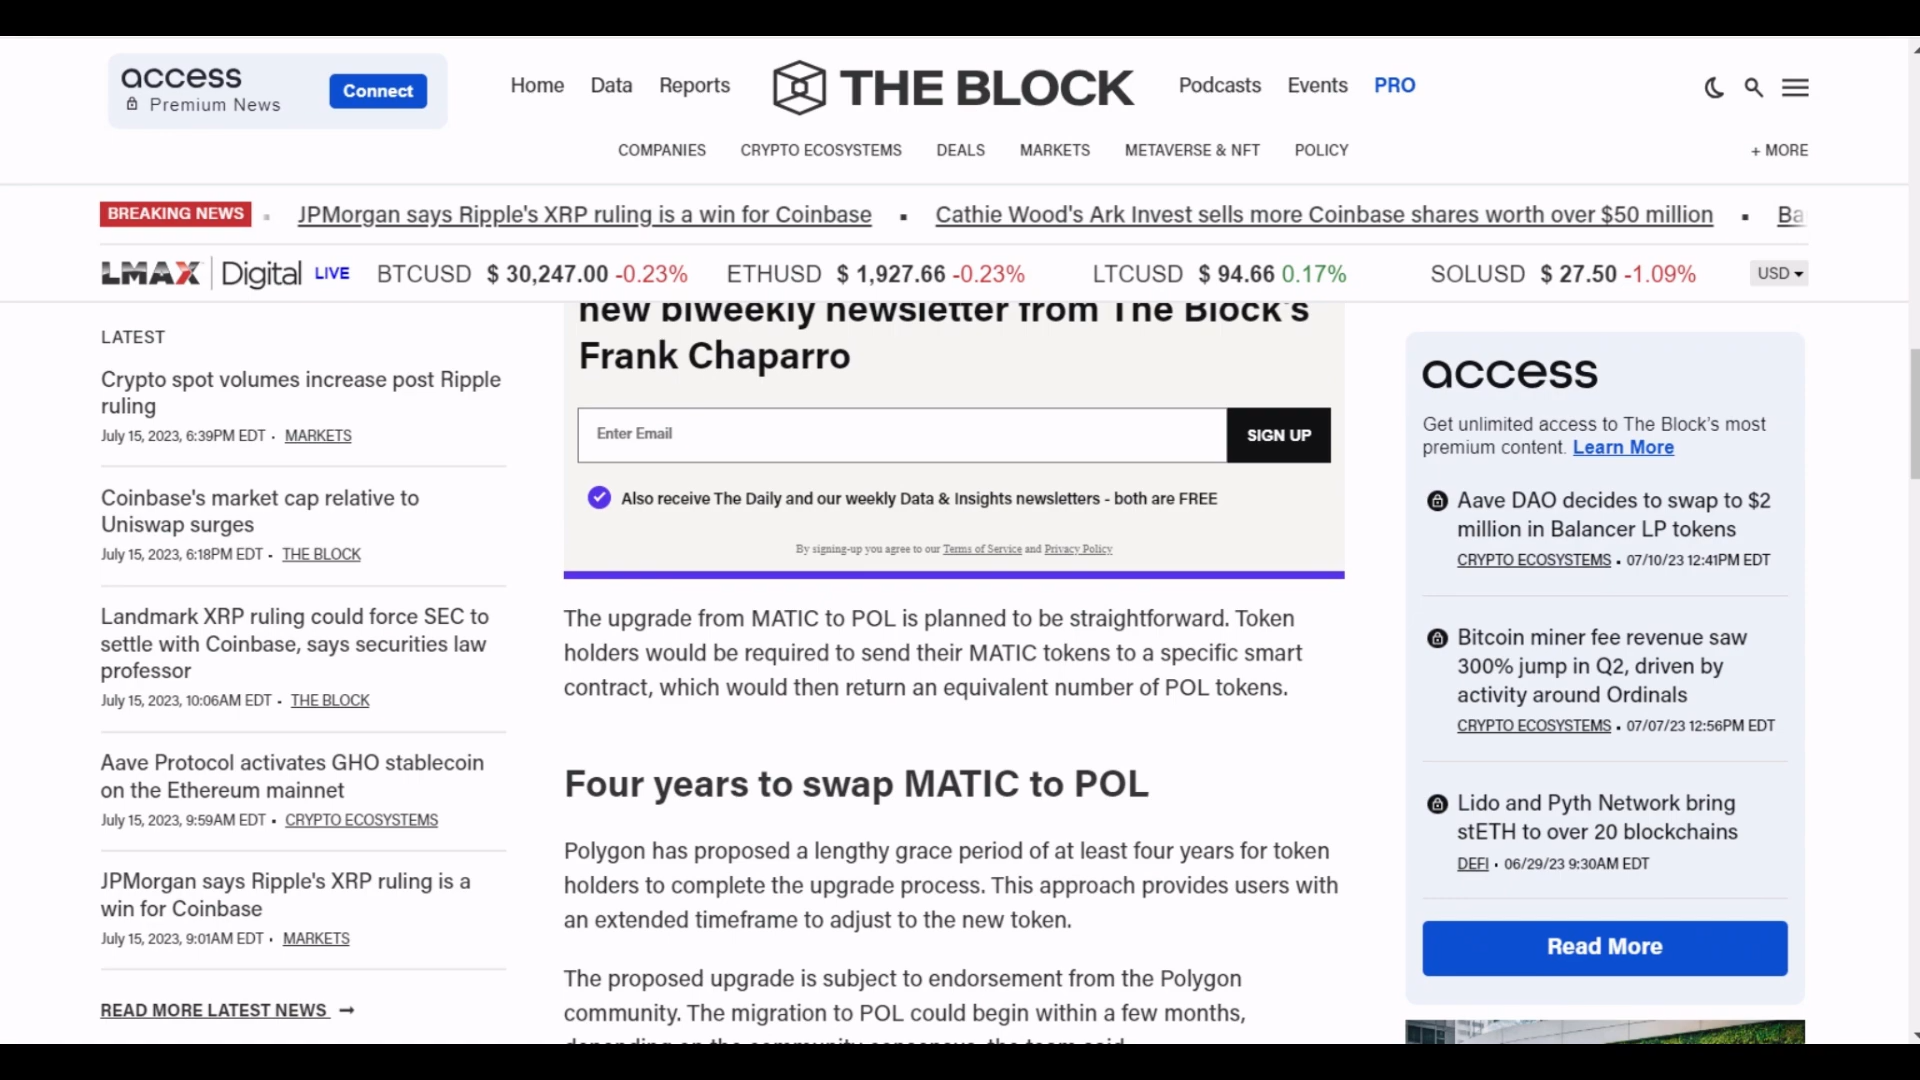 access
Premium News
Connect
Home Data Reports
THE BLOCK
Podcasts Events PRO
COMPANIES CRYPTO ECOSYSTEMS DEALS MARKETS METAVERSE & NFT POLICY
+ MORE
BREAKING NEWS
JPMorgan says Ripple's XRP ruling is a win for Coinbase ▪ Cathie Wood's Ark Invest sells more Coinbase shares worth over $50 million ▪ Ba
LMAX Digital LIVE BTCUSD $ 30,247.00 -0.23% ETHUSD $ 1,927.66 -0.23% LTCUSD $ 94.66 0.17% SOLUSD $ 27.50 -1.09% USD
LATEST
Crypto spot volumes increase post Ripple
ruling
July 15, 2023, 6:39PM EDT • MARKETS
Coinbase's market cap relative to
Uniswap surges
July 15, 2023, 6:18PM EDT • THE BLOCK
Landmark XRP ruling could force SEC to
settle with Coinbase, says securities law
professor
July 15, 2023, 10:06AM EDT • THE BLOCK
Aave Protocol activates GHO stablecoin
on the Ethereum mainnet
July 15, 2023, 9:59AM EDT • CRYPTO ECOSYSTEMS
JPMorgan says Ripple's XRP ruling is a
win for Coinbase
July 15, 2023, 9:01AM EDT • MARKETS
READ MORE LATEST NEWS →
new biweekly newsletter from The Block's
Frank Chaparro
Enter Email
SIGN UP
Also receive The Daily and our weekly Data & Insights newsletters - both are FREE
By signing-up you agree to our Terms of Service and Privacy Policy
The upgrade from MATIC to POL is planned to be straightforward. Token
holders would be required to send their MATIC tokens to a specific smart
contract, which would then return an equivalent number of POL tokens.
Four years to swap MATIC to POL
Polygon has proposed a lengthy grace period of at least four years for token
holders to complete the upgrade process. This approach provides users with
an extended timeframe to adjust to the new token.
The proposed upgrade is subject to endorsement from the Polygon
community. The migration to POL could begin within a few months,
depending on the community consensus, the team said.
access
Get unlimited access to The Block's most
premium content. Learn More
Aave DAO decides to swap to $2
million in Balancer LP tokens
CRYPTO ECOSYSTEMS • 07/10/23 12:41PM EDT
Bitcoin miner fee revenue saw
300% jump in Q2, driven by
activity around Ordinals
CRYPTO ECOSYSTEMS • 07/07/23 12:56PM EDT
Lido and Pyth Network bring
stETH to over 20 blockchains
DEFI • 06/29/23 9:30AM EDT
Read More